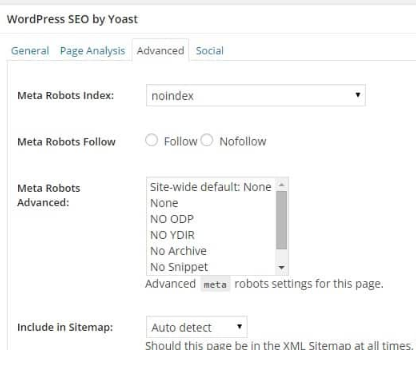 WordPress SEO by Yoast
General Page Analysis Advanced Social
Meta Robots Index: noindex
Meta Robots Follow Follow Nofollow
Meta Robots Advanced:
Site-wide default: None
None
NO ODP
NO YDIR
No Archive
No Snippet
Advanced meta robots settings for this page.
Include in Sitemap: Auto detect
Should this page be in the XML Sitemap at all times,